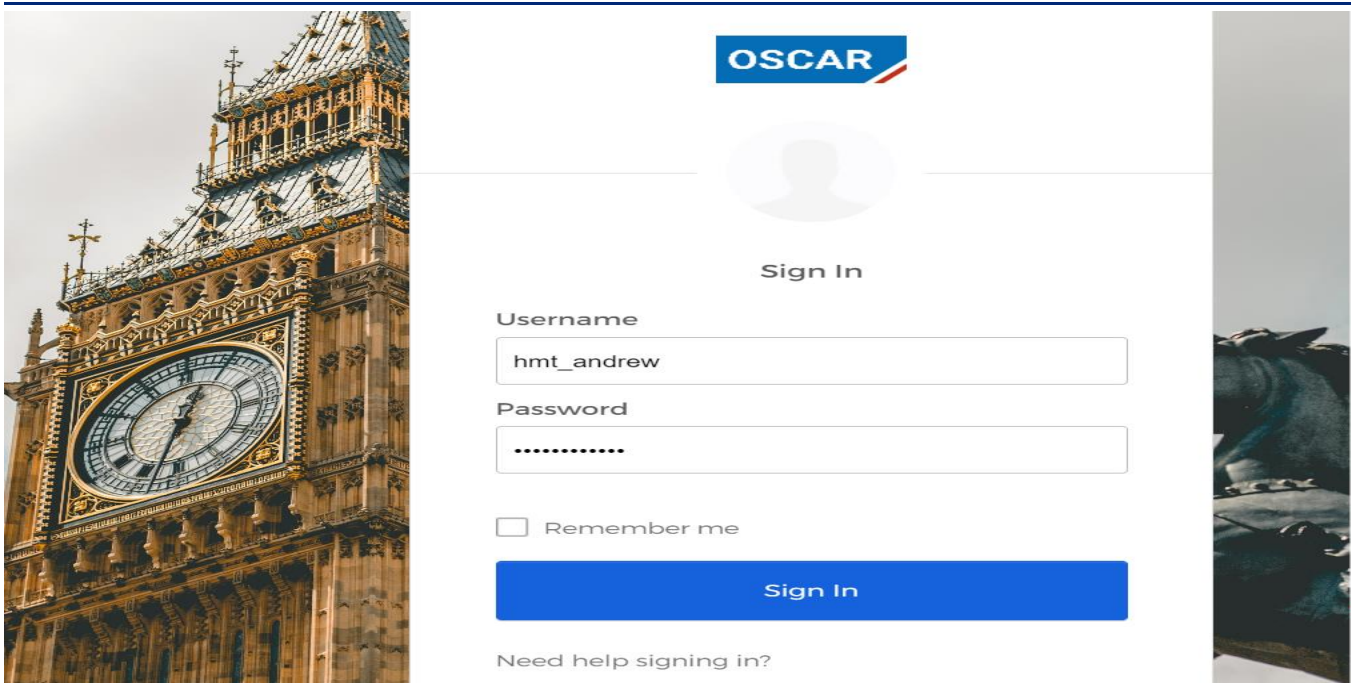 OSCAR
Sign In
Username
hmt_andrew
Password
••••••••••••
Remember me
Sign In
Need help signing in?